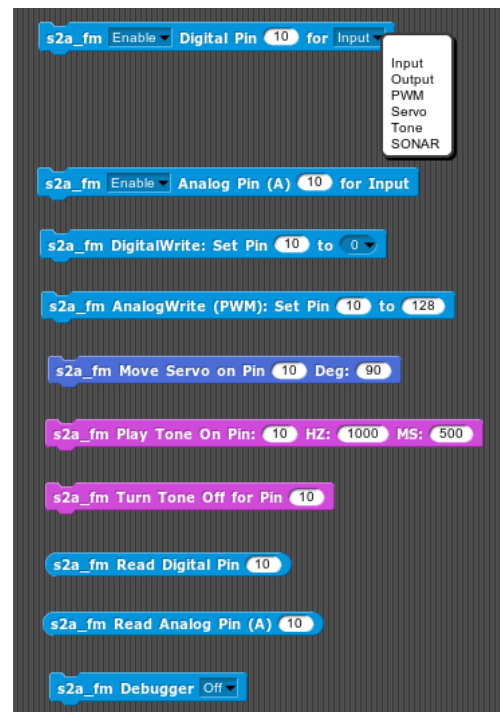 s2a_fm Enable Digital Pin 10 for Input
Input
Output
PWM
Servo
Tone
SONAR
s2a_fm Enable Analog Pin (A) 10 for Input
s2a_fm DigitalWrite: Set Pin 10 to 0
s2a_fm AnalogWrite (PWM): Set Pin 10 to 128
s2a_fm Move Servo on Pin 10 Deg: 90
s2a_fm Play Tone On Pin: 10 HZ: 1000 MS: 500
s2a_fm Turn Tone Off for Pin 10
s2a_fm Read Digital Pin 10
s2a_fm Read Analog Pin (A) 10
s2a_fm Debugger Off